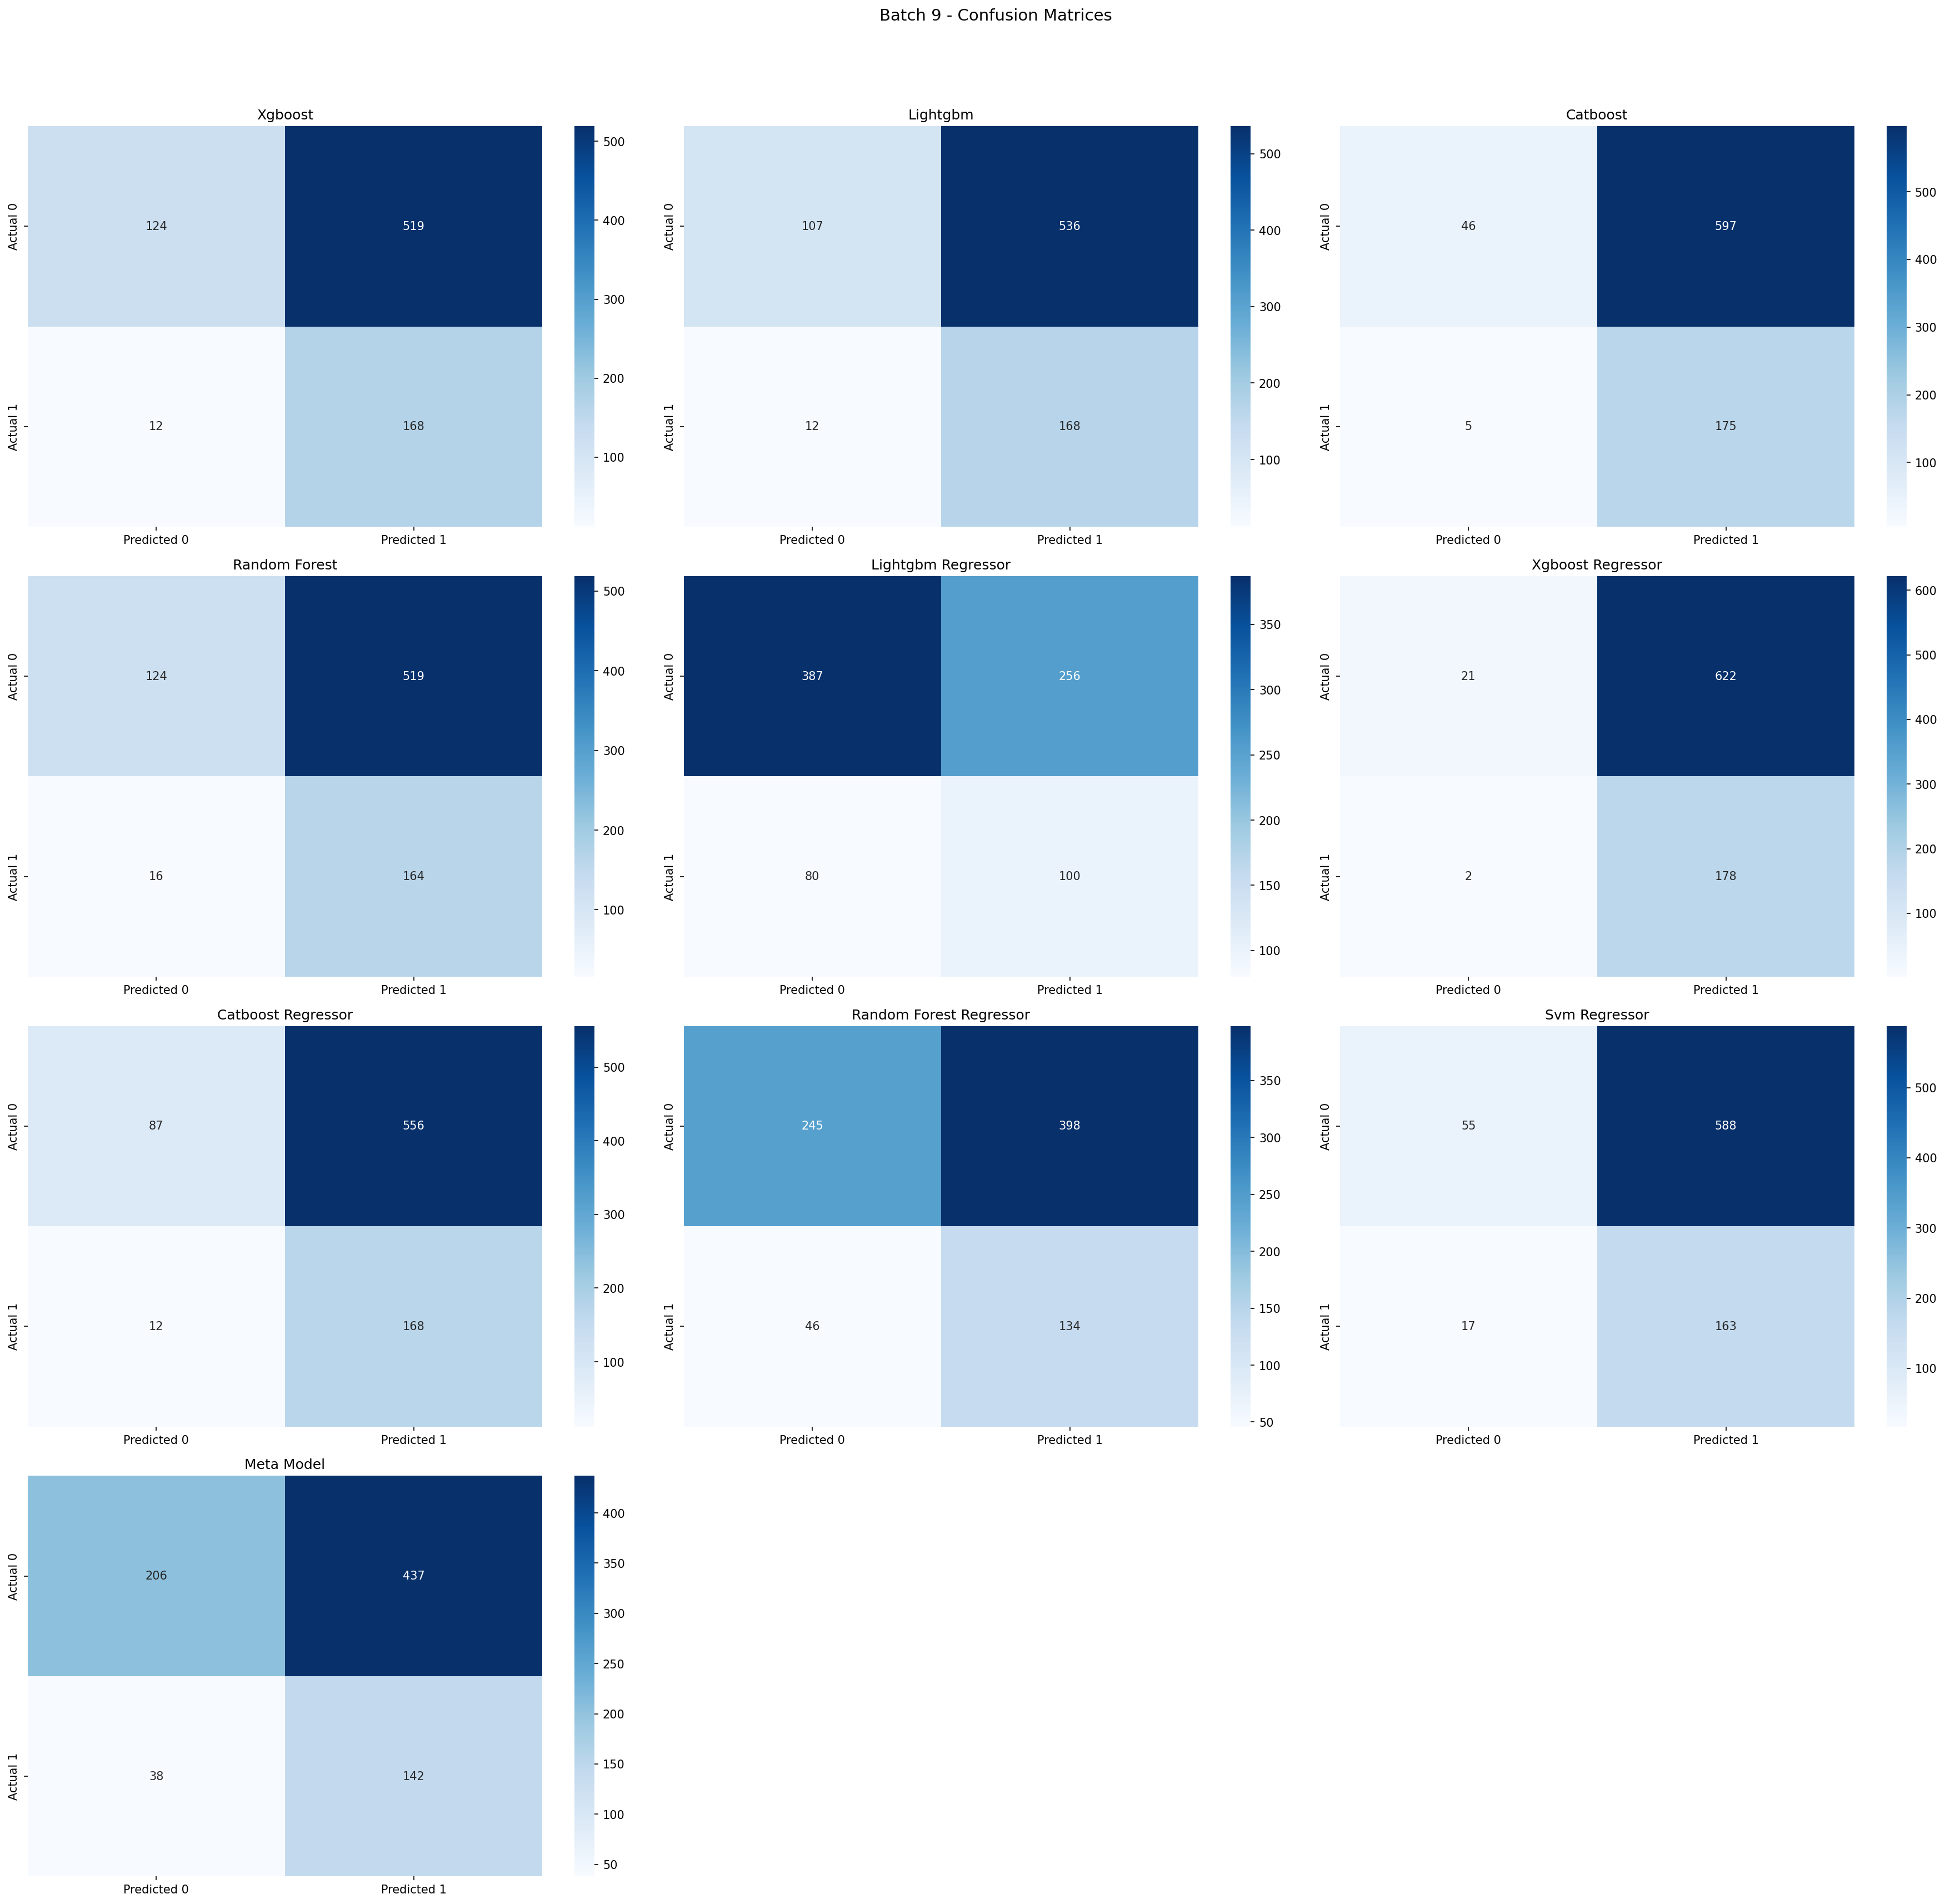 Batch 9 - Confusion Matrices
Xgboost
Actual 0
Actual 1
124
519
12
168
Predicted 0
Predicted 1
500
400
300
200
100
Lightgbm
Actual 0
Actual 1
107
536
12
168
Predicted 0
Predicted 1
500
400
300
200
100
Catboost
Actual 0
Actual 1
46
597
5
175
Predicted 0
Predicted 1
500
400
300
200
100
Random Forest
Actual 0
Actual 1
124
519
16
164
Predicted 0
Predicted 1
500
400
300
200
100
Lightgbm Regressor
Actual 0
Actual 1
387
256
80
100
Predicted 0
Predicted 1
350
300
250
200
150
100
Xgboost Regressor
Actual 0
Actual 1
21
622
2
178
Predicted 0
Predicted 1
600
500
400
300
200
100
Catboost Regressor
Actual 0
Actual 1
87
556
12
168
Predicted 0
Predicted 1
500
400
300
200
100
Random Forest Regressor
Actual 0
Actual 1
245
398
46
134
Predicted 0
Predicted 1
350
300
250
200
150
100
50
Svm Regressor
Actual 0
Actual 1
55
588
17
163
Predicted 0
Predicted 1
500
400
300
200
100
Meta Model
Actual 0
Actual 1
206
437
38
142
Predicted 0
Predicted 1
400
350
300
250
200
150
100
50